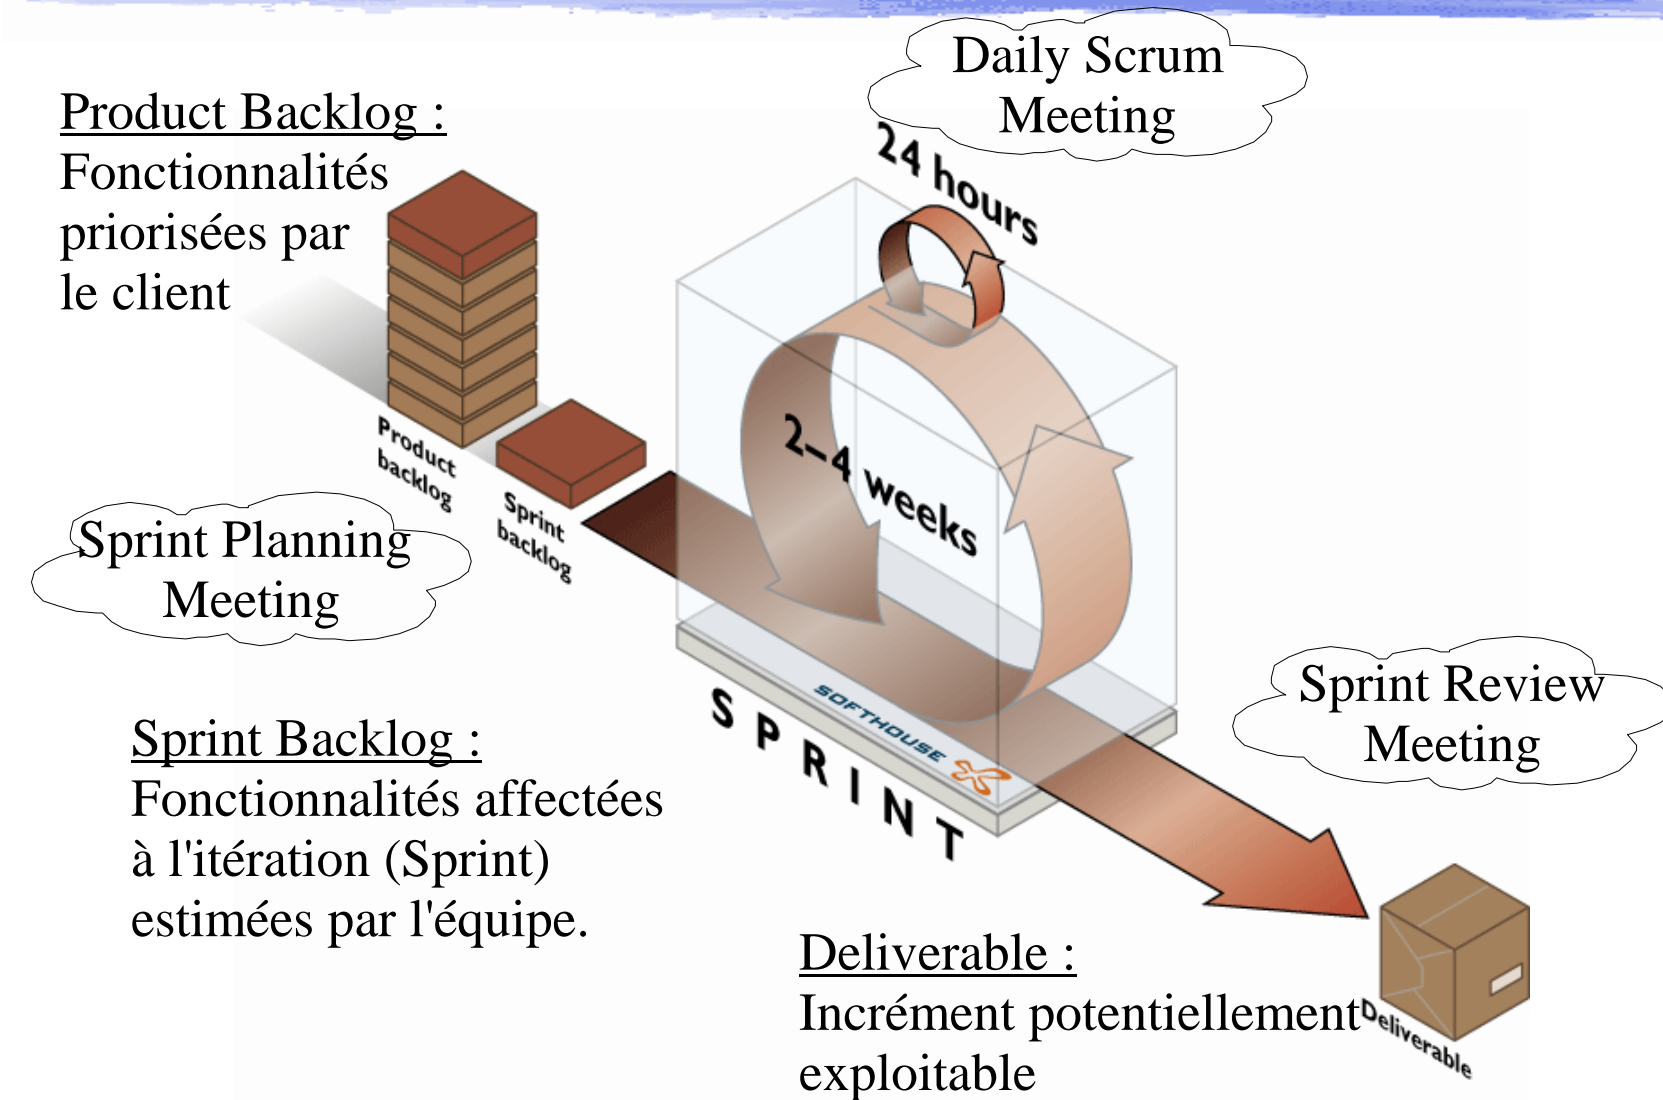 Daily Scrum
Meeting
Product Backlog :
Fonctionnalités
priorisées par
le client
24 hours
Product
backlog
Sprint
backlog
2–4 weeks
Sprint Planning
Meeting
SOFTHOUSE
SPRINT
Sprint Review
Meeting
Sprint Backlog :
Fonctionnalités affectées
à l'itération (Sprint)
estimées par l'équipe.
Deliverable :
Incrément potentiellement
exploitable
Deliverable